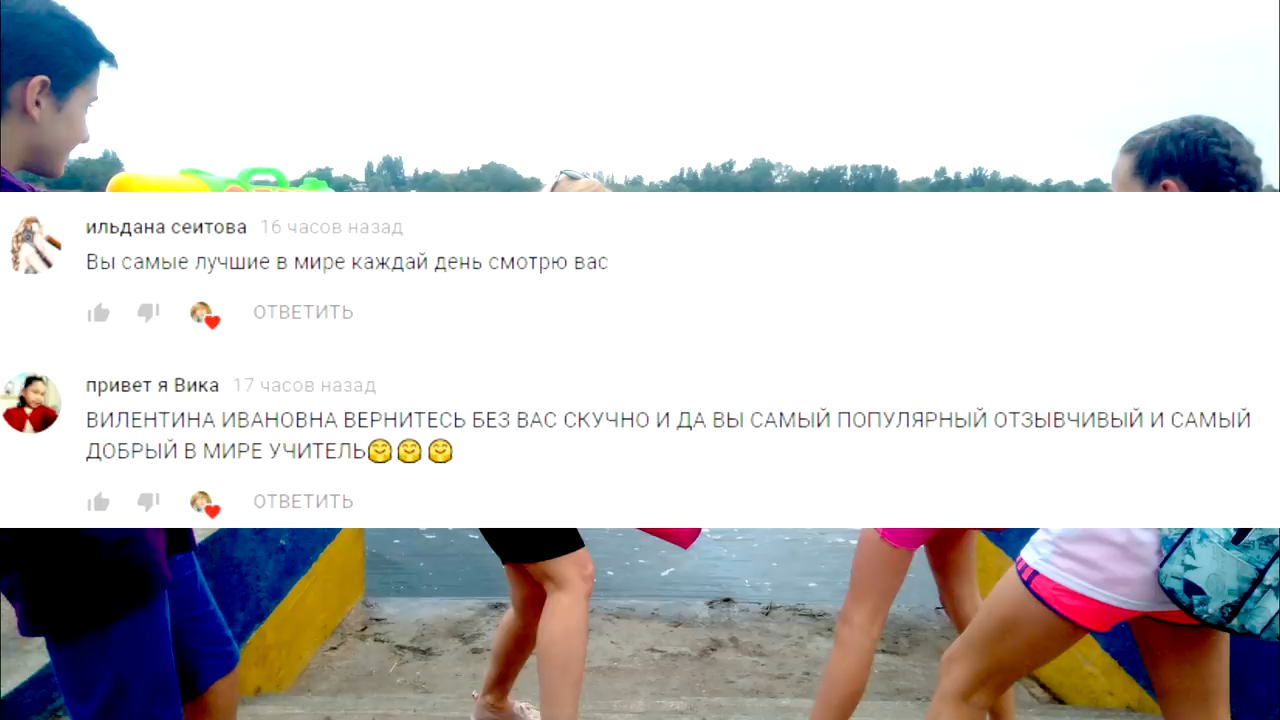 ильдана сеитова 16 часов назад
Вы самые лучшие в мире каждай день смотрю вас
ОТВЕТИТЬ
привет я Вика 17 часов назад
ВИЛЕНТИНА ИВАНОВНА ВЕРНИТЕСЬ БЕЗ ВАС СКУЧНО И ДА ВЫ САМЫЙ ПОПУЛЯРНЫЙ ОТЗЫВЧИВЫЙ И САМЫЙ
ДОБРЫЙ В МИРЕ УЧИТЕЛЬ🤗🤗🤗
ОТВЕТИТЬ